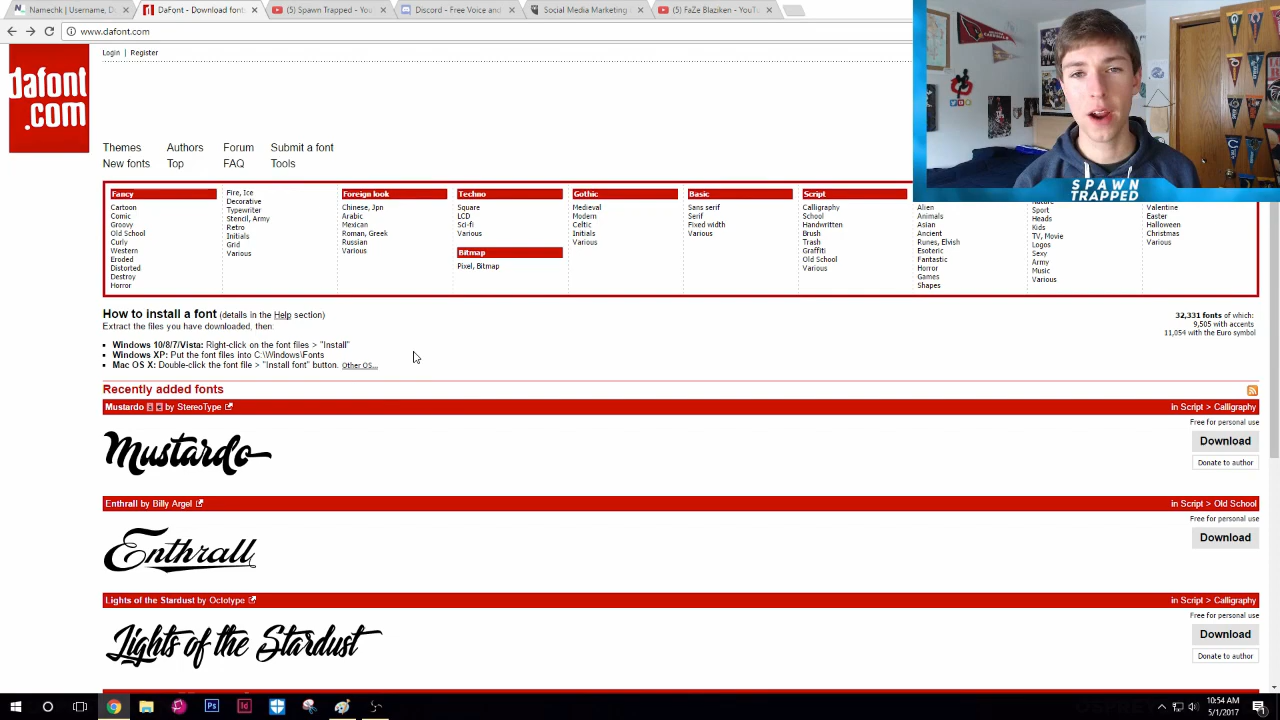 Namechk | Username, D
DaFont - Download font
(5) Spawn Trapped - You
Discord - Free Voice and
Social Media Marketing
(5) FaZe Blaziken - YouTu
www.dafont.com
Login | Register
dafont
.com
Themes Authors Forum Submit a font
New fonts Top FAQ Tools
SPAWN
TRAPPED
Fancy
Cartoon
Comic
Groovy
Old School
Curly
Western
Eroded
Distorted
Destroy
Horror
Fire, Ice
Decorative
Typewriter
Stencil, Army
Retro
Initials
Grid
Various
Foreign look
Chinese, Jpn
Arabic
Mexican
Roman, Greek
Russian
Various
Techno
Square
LCD
Sci-fi
Various
Bitmap
Pixel, Bitmap
Gothic
Medieval
Modern
Celtic
Initials
Various
Basic
Sans serif
Serif
Fixed width
Various
Script
Calligraphy
School
Handwritten
Brush
Trash
Graffiti
Old School
Various
Alien
Animals
Asian
Ancient
Runes, Elvish
Esoteric
Fantastic
Horror
Games
Shapes
Sport
Heads
Kids
TV, Movie
Logos
Sexy
Army
Music
Various
Valentine
Easter
Halloween
Christmas
Various
How to install a font (details in the Help section)
Extract the files you have downloaded, then:
Windows 10/8/7/Vista: Right-click on the font files > "Install"
Windows XP: Put the font files into C:\Windows\Fonts
Mac OS X: Double-click the font file > "Install font" button. Other OS...
32,331 fonts of which:
9,505 with accents
11,054 with the Euro symbol
Recently added fonts
Mustardo by StereoType
in Script > Calligraphy
Free for personal use
Mustardo
Download
Donate to author
Enthrall by Billy Argel
in Script > Old School
Free for personal use
Enthrall
Download
Lights of the Stardust by Octotype
in Script > Calligraphy
Free for personal use
Lights of the Stardust
Download
Donate to author
Ps
Id
10:54 AM
5/1/2017